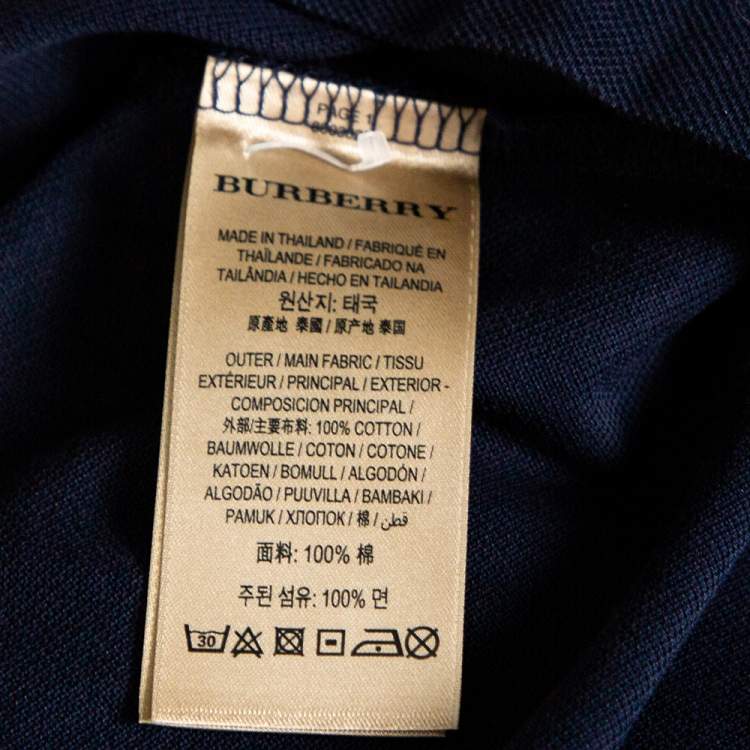 PAGE 1
BURBERRY
MADE IN THAILAND / FABRIQUÉ EN
THAÏLANDE / FABRICADO NA
TAILÂNDIA / HECHO EN TAILANDIA
원산지: 태국
原產地 泰國 / 原产地 泰国
OUTER / MAIN FABRIC / TISSU
EXTÉRIEUR / PRINCIPAL / EXTERIOR -
COMPOSICION PRINCIPAL /
外部/主要布料: 100% COTTON /
BAUMWOLLE / COTON / COTONE /
KATOEN / BOMULL / ALGODÓN /
ALGODÃO / PUUVILLA / BAMBAKI /
PAMUK / ХЛОПОК / 棉 / قطن /
面料: 100% 棉
주된 섬유: 100% 면
30